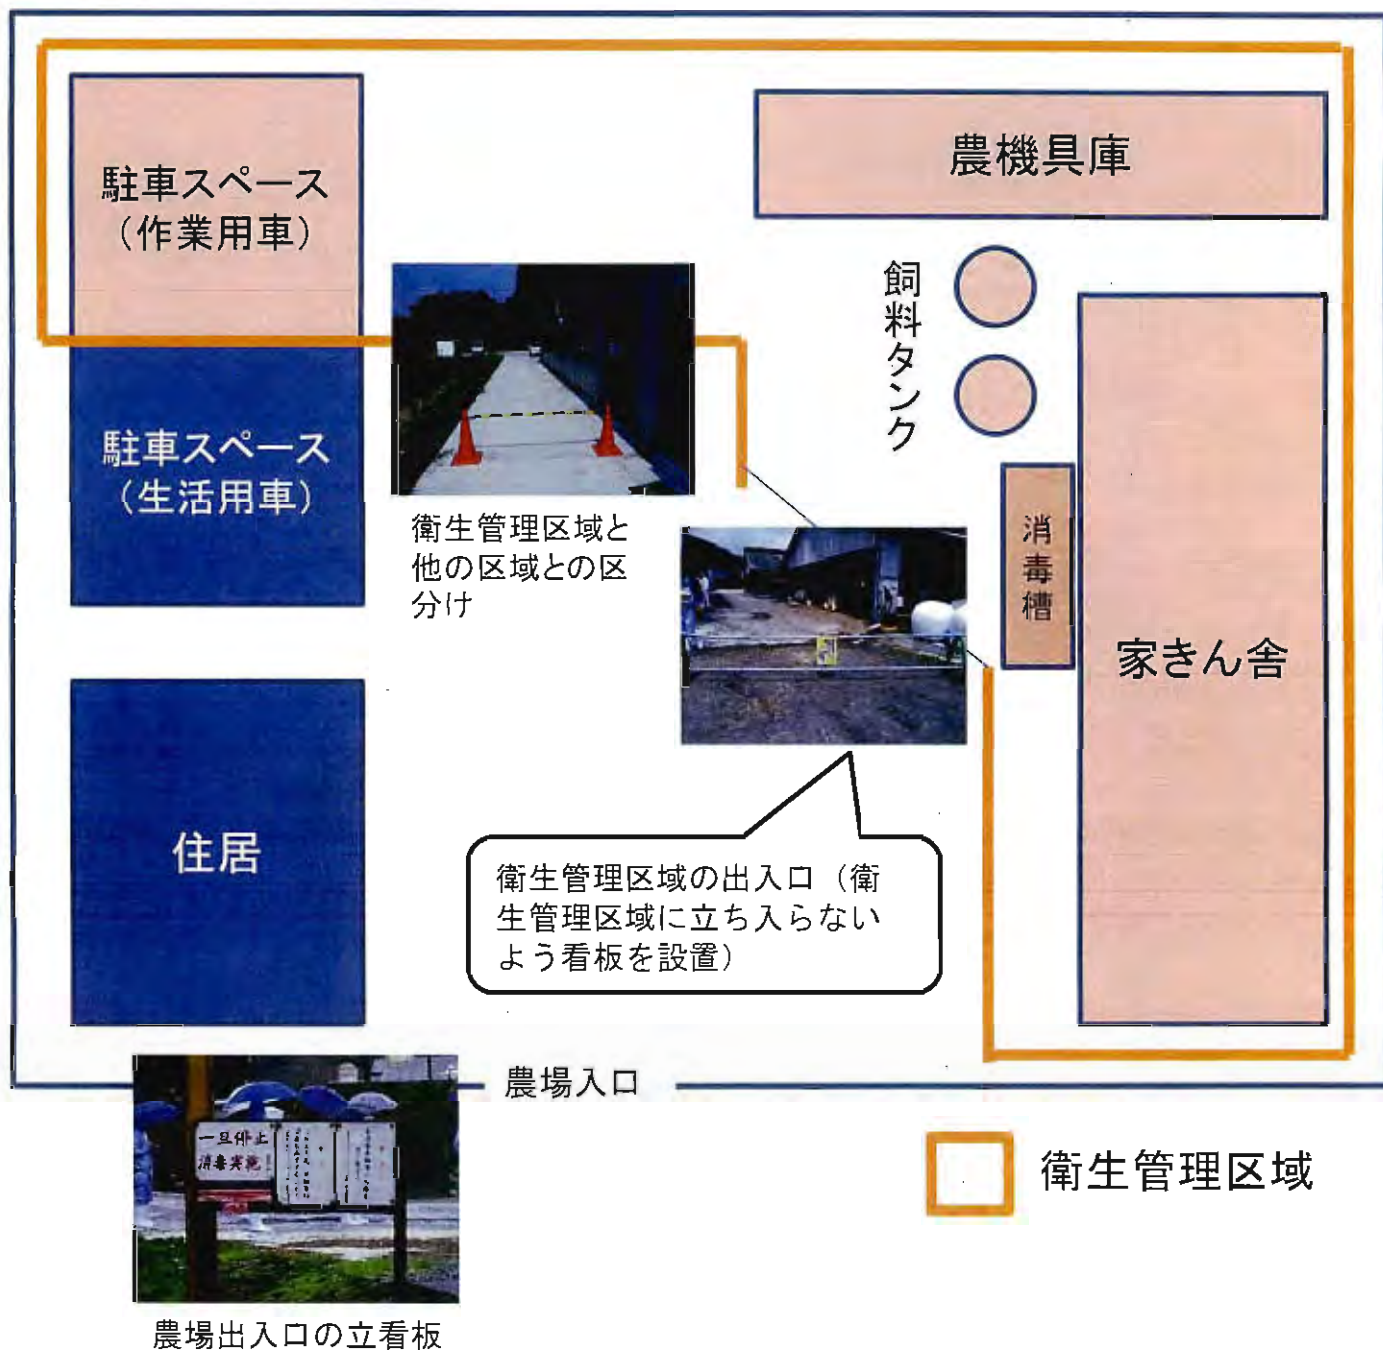 駐車スペース
（作業用車）
農機具庫
飼料タンク
駐車スペース
（生活用車）
衛生管理区域と
他の区域との区
分け
消毒槽
家きん舎
住居
衛生管理区域の出入口（衛
生管理区域に立ち入らない
よう看板を設置）
農場入口
一旦停止
消毒実施
衛生管理区域
農場出入口の立看板